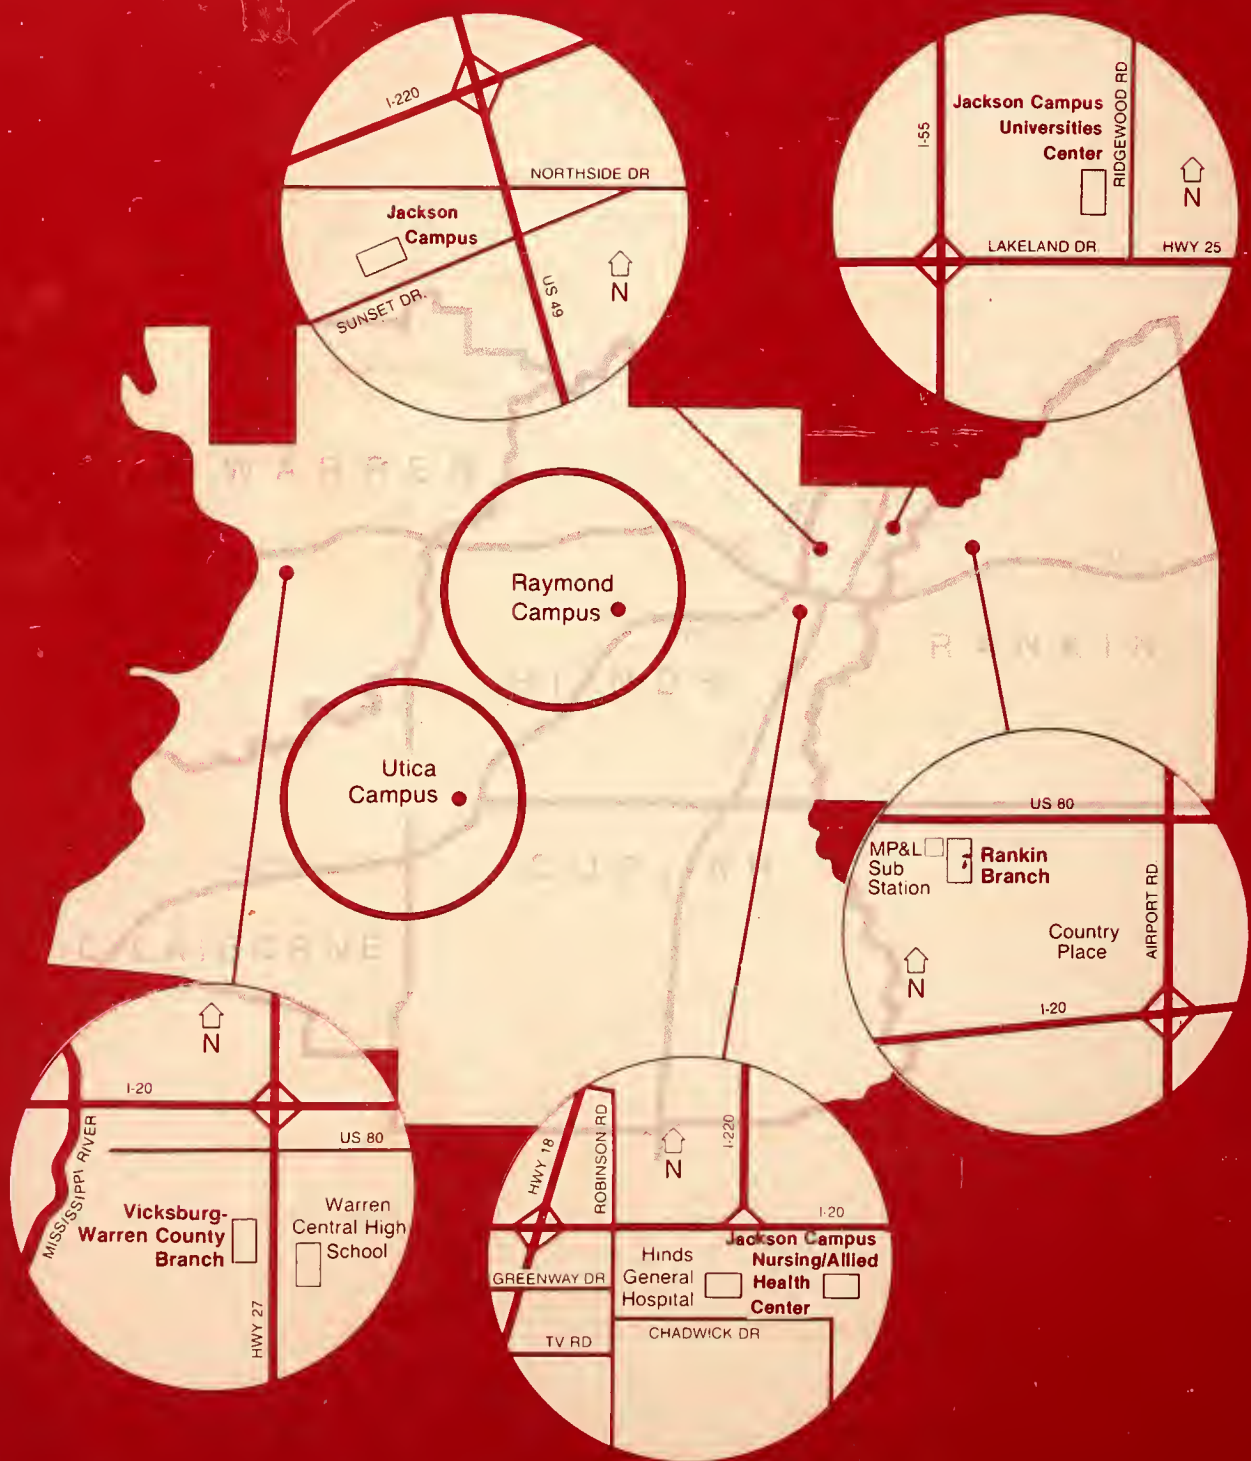 I-220
NORTHSIDE DR
Jackson
Campus
SUNSET DR.
US 49
N
I-55
Jackson Campus
Universities
Center
RIDGEWOOD RD
N
LAKELAND DR.
HWY 25
WARREN
Raymond
Campus
HINDS
RANKIN
Utica
Campus
COPIAH
CLAIBORNE
US 80
MP&L
Sub
Station
Rankin
Branch
AIRPORT RD
Country
Place
N
I-20
N
I-20
US 80
MISSISSIPPI RIVER
Vicksburg-
Warren County
Branch
Warren
Central High
School
HWY 27
HWY 18
ROBINSON RD
N
I-220
I-20
GREENWAY DR
Hinds
General
Hospital
Jackson Campus
Nursing/Allied
Health
Center
TV RD
CHADWICK DR